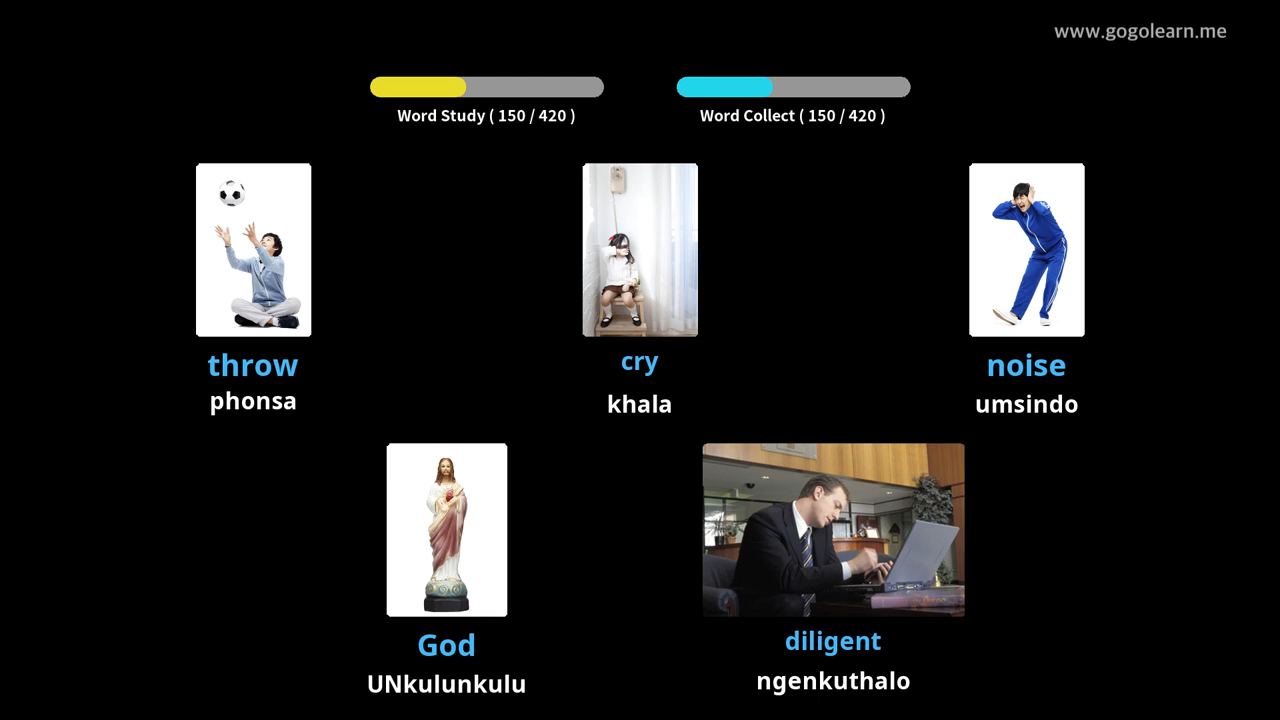 www.gogolearn.me
Word Study ( 150 / 420 )
Word Collect ( 150 / 420 )
throw
phonsa
cry
khala
noise
umsindo
God
UNkulunkulu
diligent
ngenkuthalo